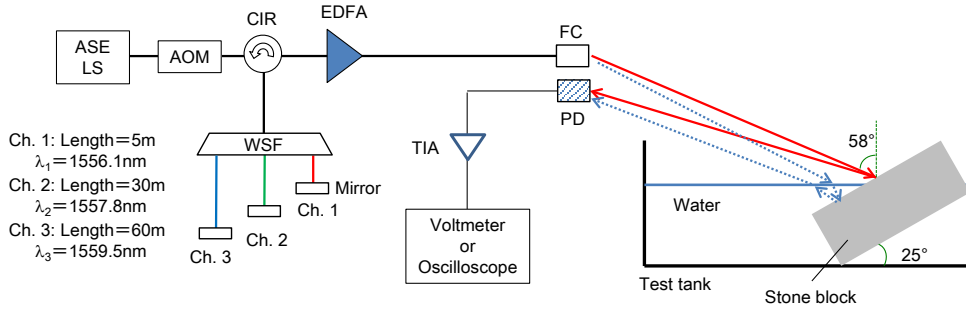 EDFA
CIR
FC
ASE
LS
AOM
PD
Ch. 1: Length=5m
λ1=1556.1nm
Ch. 2: Length=30m
λ2=1557.8nm
Ch. 3: Length=60m
λ3=1559.5nm
WSF
TIA
58°
Mirror
Ch. 1
Ch. 2
Ch. 3
Voltmeter
or
Oscilloscope
Water
25°
Test tank
Stone block